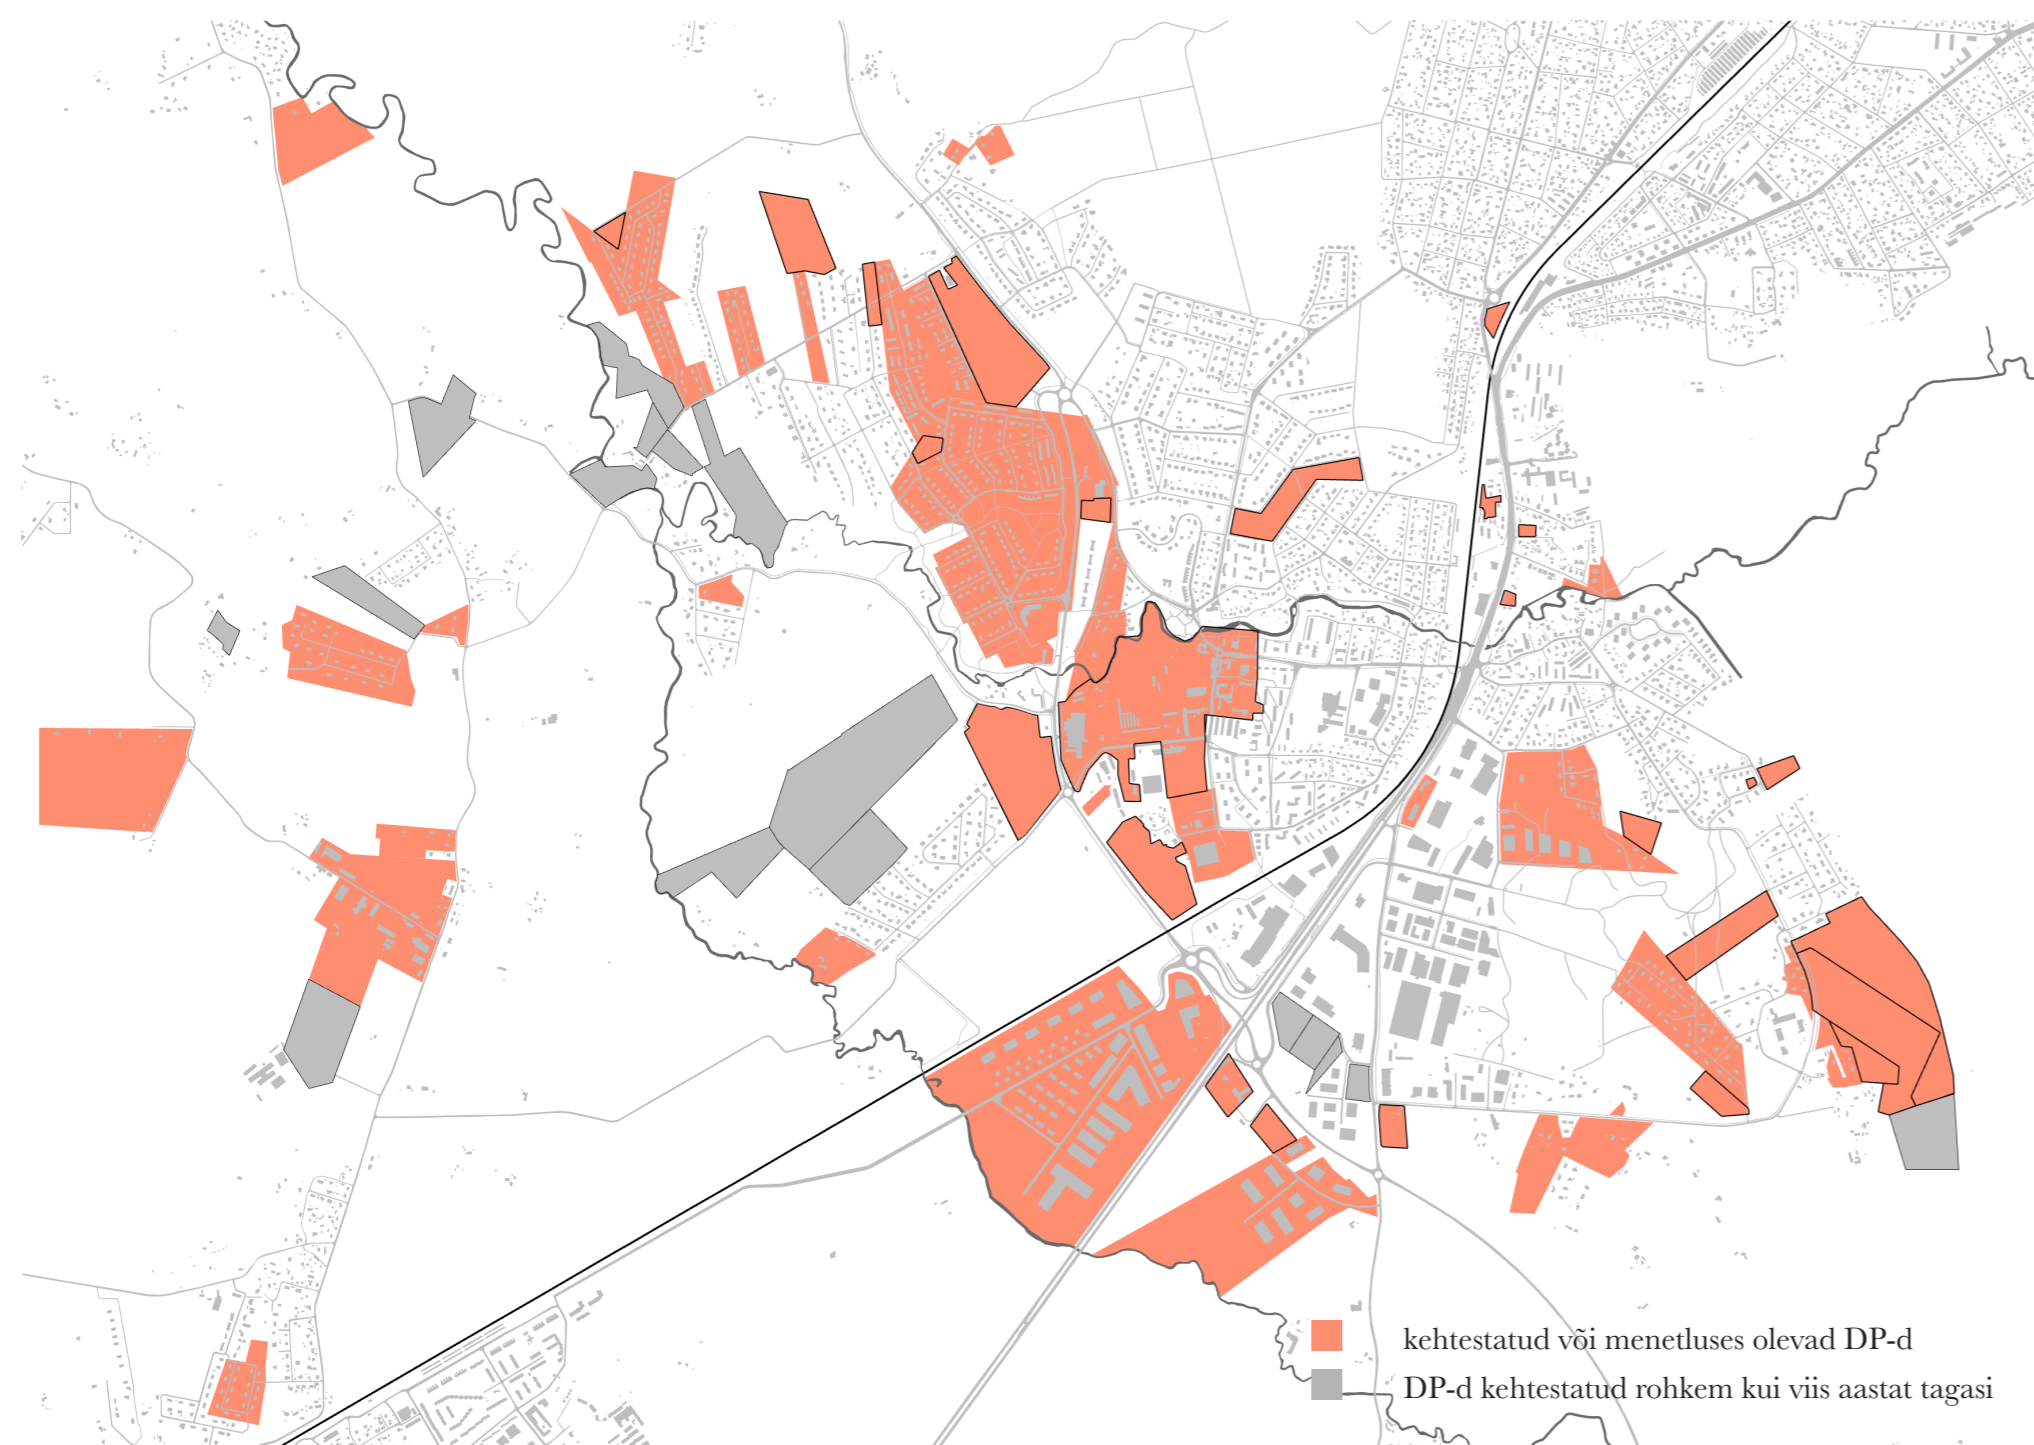 kehtestatud või menetluses olevad DP-d
DP-d kehtestatud rohkem kui viis aastat tagasi